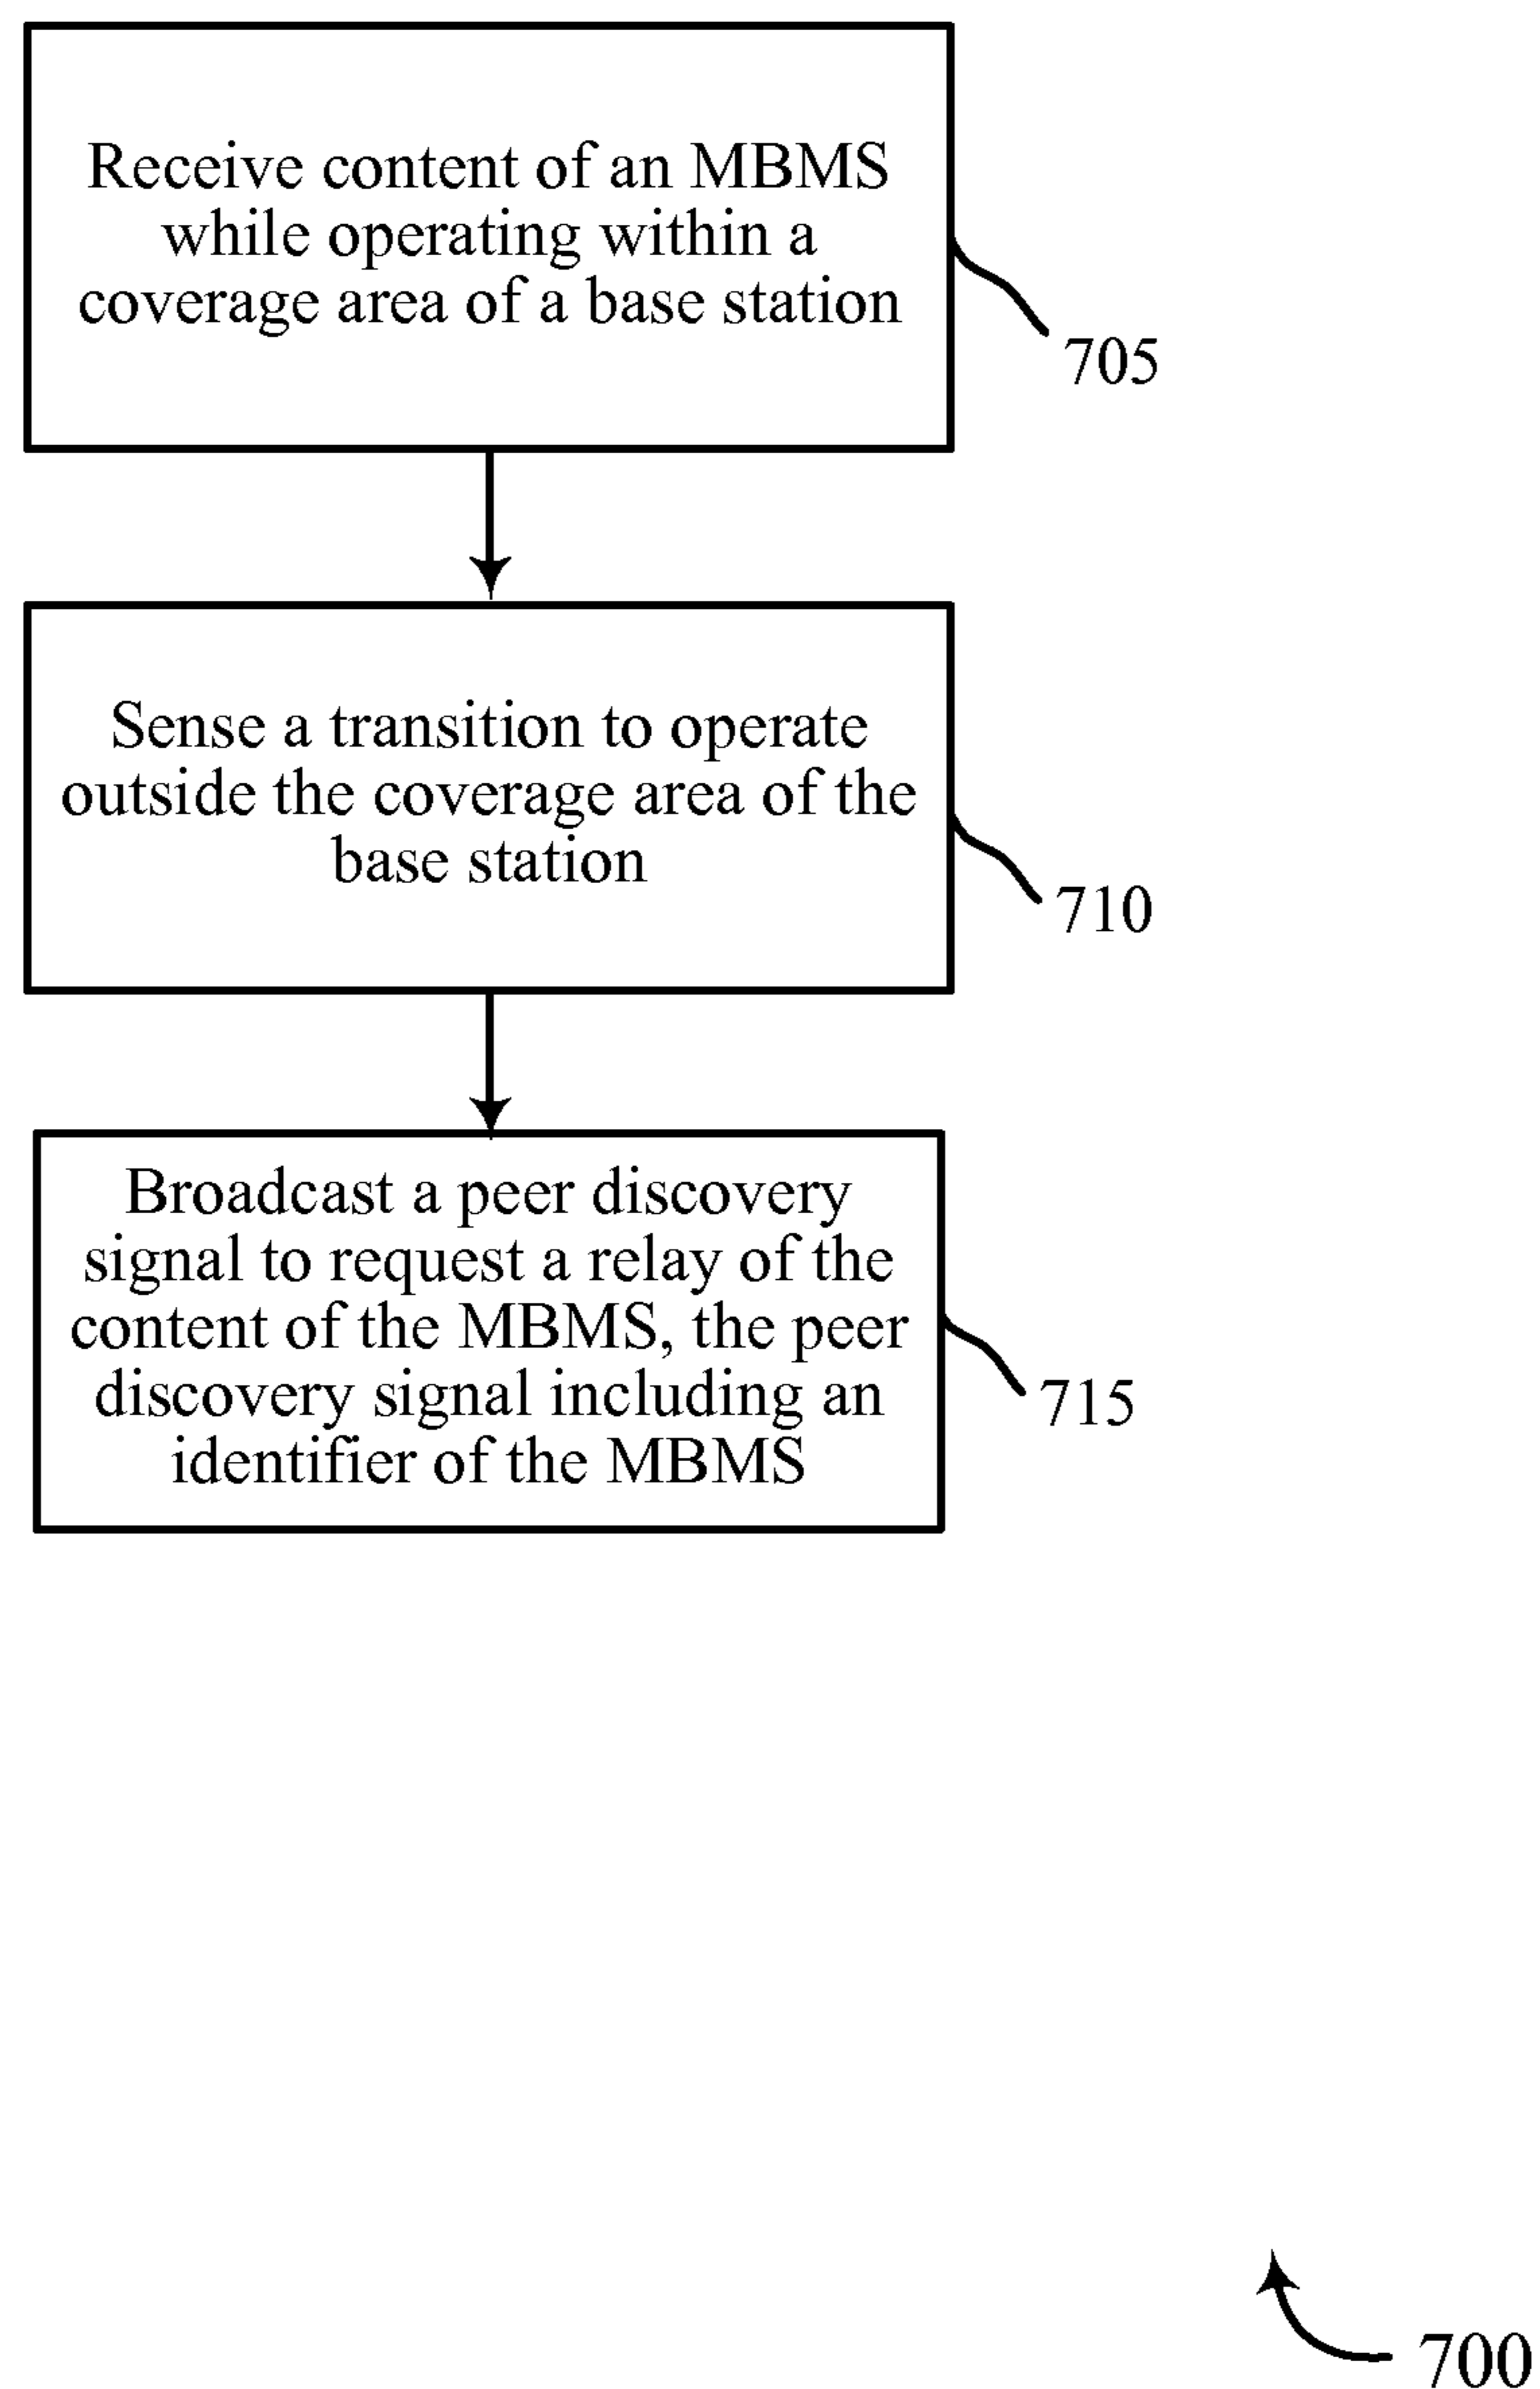 Receive content of an MBMS
while operating within a
coverage area of a base station
705
Sense a transition to operate
outside the coverage area of the
base station
710
Broadcast a peer discovery
signal to request a relay of the
content of the MBMS, the peer
discovery signal including an
identifier of the MBMS
715
700